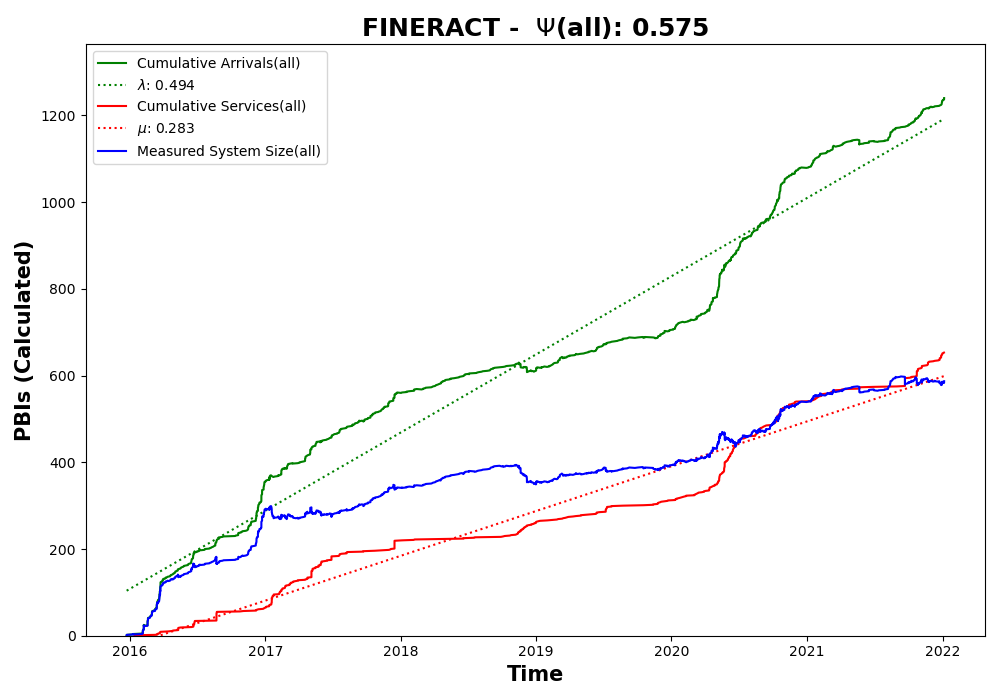 FINERACT - Ψ(all): 0.575
Cumulative Arrivals(all)
λ: 0.494
Cumulative Services(all)
μ: 0.283
Measured System Size(all)
PBIs (Calculated)
1200
1000
800
600
400
200
0
2016 2017 2018 2019 2020 2021 2022
Time